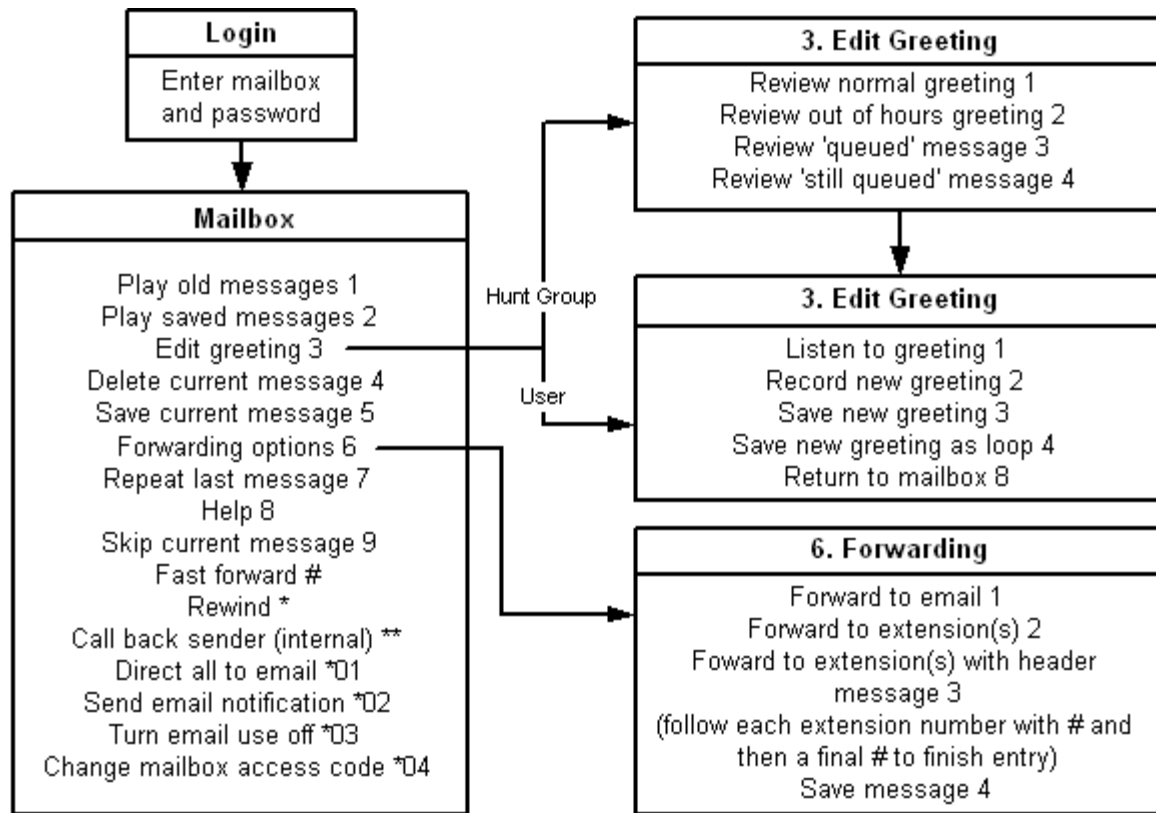 Login
Enter mailbox
and password
Mailbox
Play old messages 1
Play saved messages 2
Edit greeting 3
Delete current message 4
Save current message 5
Forwarding options 6
Repeat last message 7
Help 8
Skip current message 9
Fast forward #
Rewind *
Call back sender (internal) **
Direct all to email *01
Send email notification *02
Turn email use off *03
Change mailbox access code *04
Hunt Group
User
3. Edit Greeting
Review normal greeting 1
Review out of hours greeting 2
Review 'queued' message 3
Review 'still queued' message 4
3. Edit Greeting
Listen to greeting 1
Record new greeting 2
Save new greeting 3
Save new greeting as loop 4
Return to mailbox 8
6. Forwarding
Forward to email 1
Forward to extension(s) 2
Foward to extension(s) with header
message 3
(follow each extension number with # and
then a final # to finish entry)
Save message 4